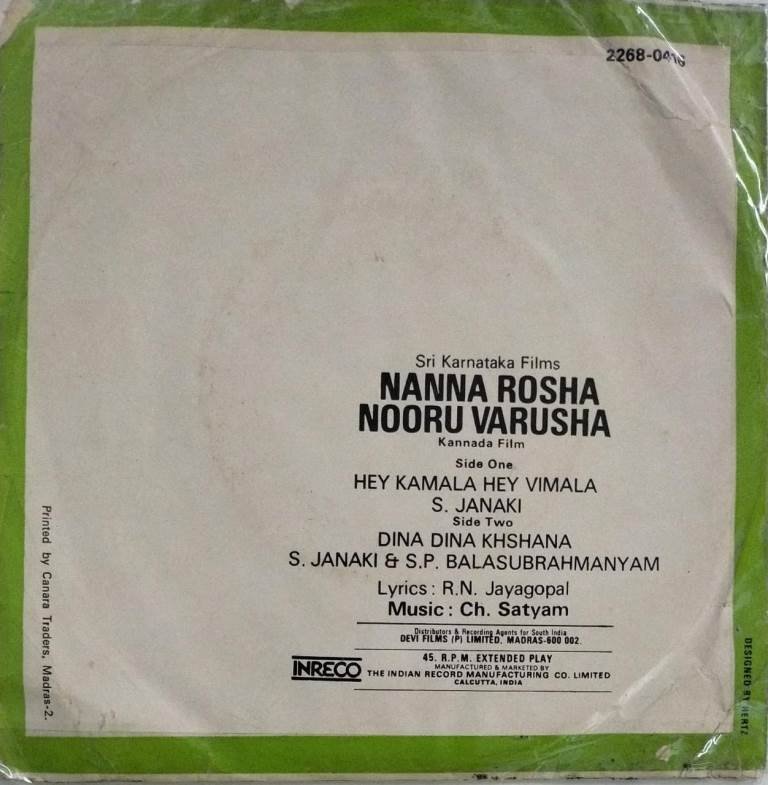 2268-0416
Sri Karnataka Films
NANNA ROSHA
NOORU VARUSHA
Kannada Film
Side One
HEY KAMALA HEY VIMALA
S. JANAKI
Side Two
DINA DINA KHSHANA
S. JANAKI & S.P. BALASUBRAHMANYAM
Lyrics : R.N. Jayagopal
Music : Ch. Satyam
Distributors & Recording Agents for South India
DEVI FILMS (P) LIMITED, MADRAS-600 002.
45. R.P.M. EXTENDED PLAY
MANUFACTURED & MARKETED BY
INRECO THE INDIAN RECORD MANUFACTURING CO. LIMITED
CALCUTTA, INDIA
Printed by Canara Traders, Madras-2.
DESIGNED BY HERTZ